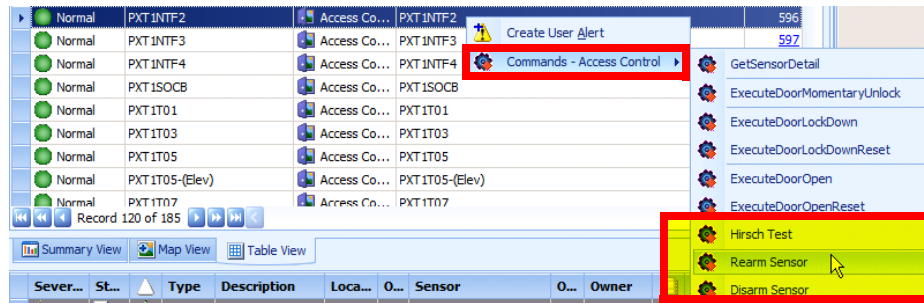 Normal PXT1NTF2 Access Co... PXT1NTF2 596
Normal PXT1NTF3 Access Co... PXT1NTF3 597
Normal PXT1NTF4 Access Co... PXT1NTF4
Normal PXT1SOCB Access Co... PXT1SOCB
Normal PXT1T01 Access Co... PXT1T01
Normal PXT1T03 Access Co... PXT1T03
Normal PXT1T05 Access Co... PXT1T05
Normal PXT1T05-(Elev) Access Co... PXT1T05-(Elev)
Normal PXT1T07 Access Co... PXT1T07
Create User Alert
Commands - Access Control
GetSensorDetail
ExecuteDoorMomentaryUnlock
ExecuteDoorLockDown
ExecuteDoorLockDownReset
ExecuteDoorOpen
ExecuteDoorOpenReset
Hirsch Test
Rearm Sensor
Disarm Sensor
Record 120 of 185
Summary View Map View Table View
Sever... St... Type Description Loca... O... Sensor O... Owner